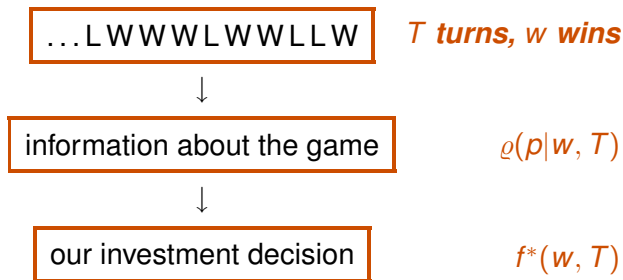 ...LWWWLWWLLW T turns, w wins
↓
information about the game ϱ(p|w, T)
↓
our investment decision f*(w, T)